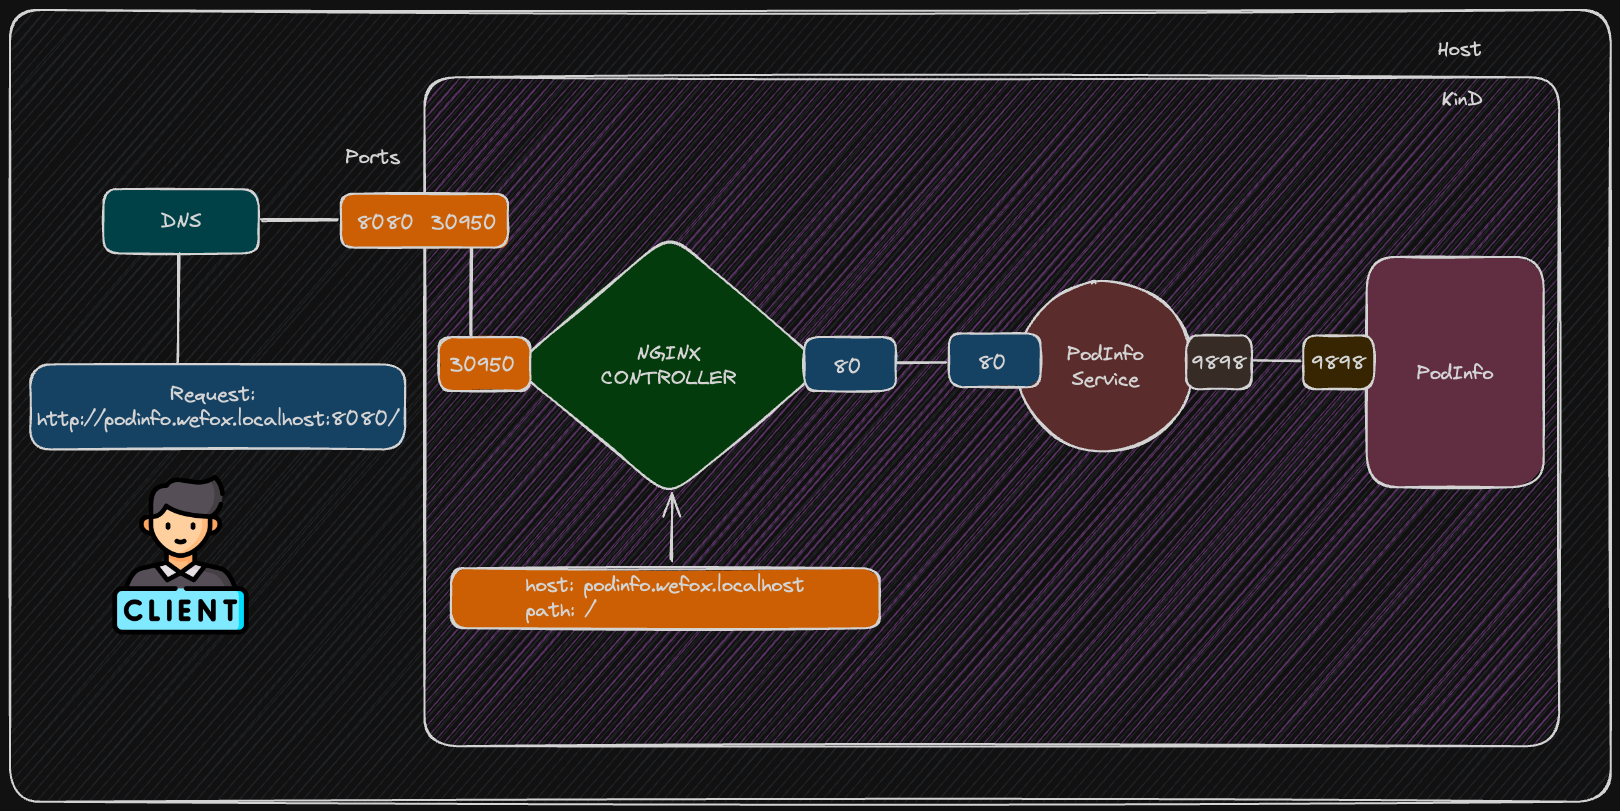 Host
KinD
Ports
DNS
8080 30950
NGINX
CONTROLLER
30950
80
80
PodInfo
Service
9898
9898
PodInfo
Request:
http://podinfo.wefox.localhost:8080/
CLIENT
host: podinfo.wefox.localhost
path: /